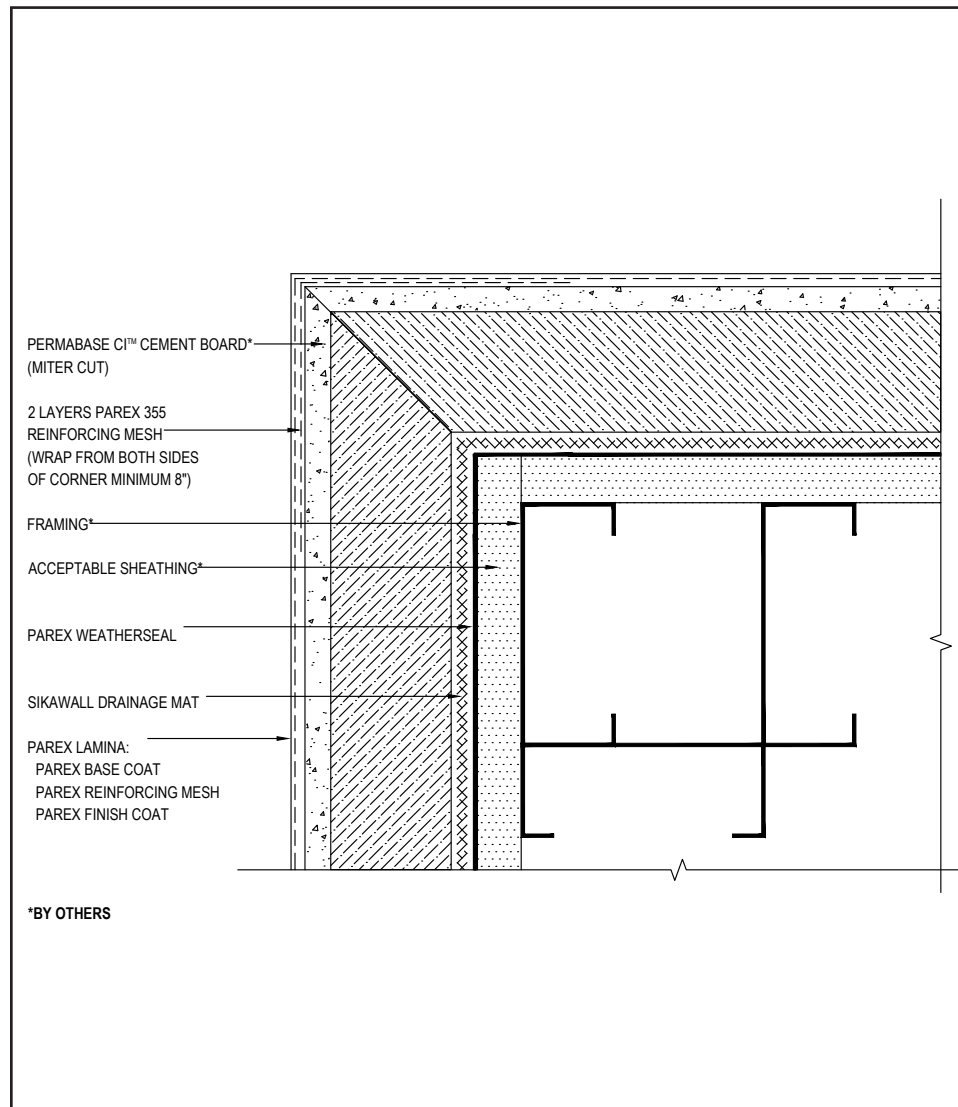 PERMABASE CI™ CEMENT BOARD*
(MITER CUT)
2 LAYERS PAREX 355
REINFORCING MESH
(WRAP FROM BOTH SIDES
OF CORNER MINIMUM 8")
FRAMING*
ACCEPTABLE SHEATHING*
PAREX WEATHERSEAL
SIKAWALL DRAINAGE MAT
PAREX LAMINA:
PAREX BASE COAT
PAREX REINFORCING MESH
PAREX FINISH COAT
*BY OTHERS